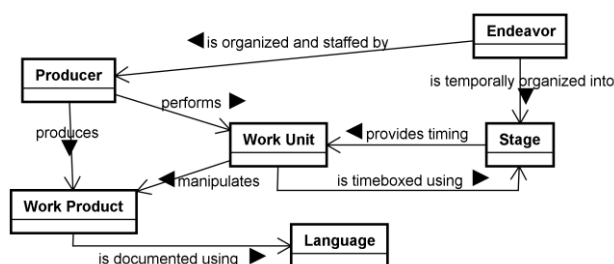 Endeavor
is organized and staffed by
Producer
is temporally organized into
performs
produces
Work Unit
provides timing
Stage
manipulates
is timeboxed using
Work Product
Language
is documented using